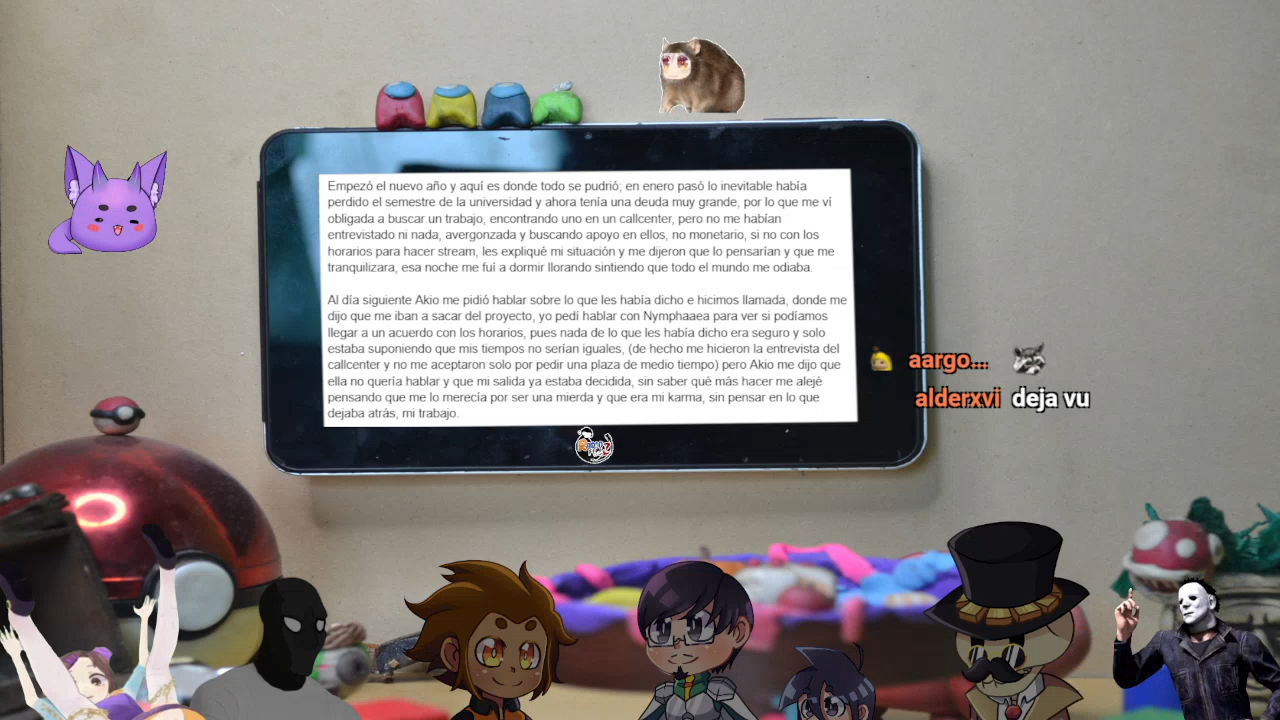 Empezó el nuevo año y aquí es donde todo se pudrió; en enero pasó lo inevitable había
perdido el semestre de la universidad y ahora tenía una deuda muy grande, por lo que me ví
obligada a buscar un trabajo, encontrando uno en un callcenter, pero no me habían
entrevistado ni nada, avergonzada y buscando apoyo en ellos, no monetario, si no con los
horarios para hacer stream, les expliqué mi situación y me dijeron que lo pensarían y que me
tranquilizara, esa noche me fuí a dormir llorando sintiendo que todo el mundo me odiaba.
Al día siguiente Akio me pidió hablar sobre lo que les había dicho e hicimos llamada, donde me
dijo que me iban a sacar del proyecto, yo pedí hablar con Nymphaaea para ver si podíamos
llegar a un acuerdo con los horarios, pues nada de lo que les había dicho era seguro y solo
estaba suponiendo que mis tiempos no serían iguales, (de hecho me hicieron la entrevista del
callcenter y no me aceptaron solo por pedir una plaza de medio tiempo) pero Akio me dijo que
ella no quería hablar y que mi salida ya estaba decidida, sin saber qué más hacer me alejé
pensando que me lo merecía por ser una mierda y que era mi karma, sin pensar en lo que
dejaba atrás, mi trabajo.
aargo...
alderxvi deja vu